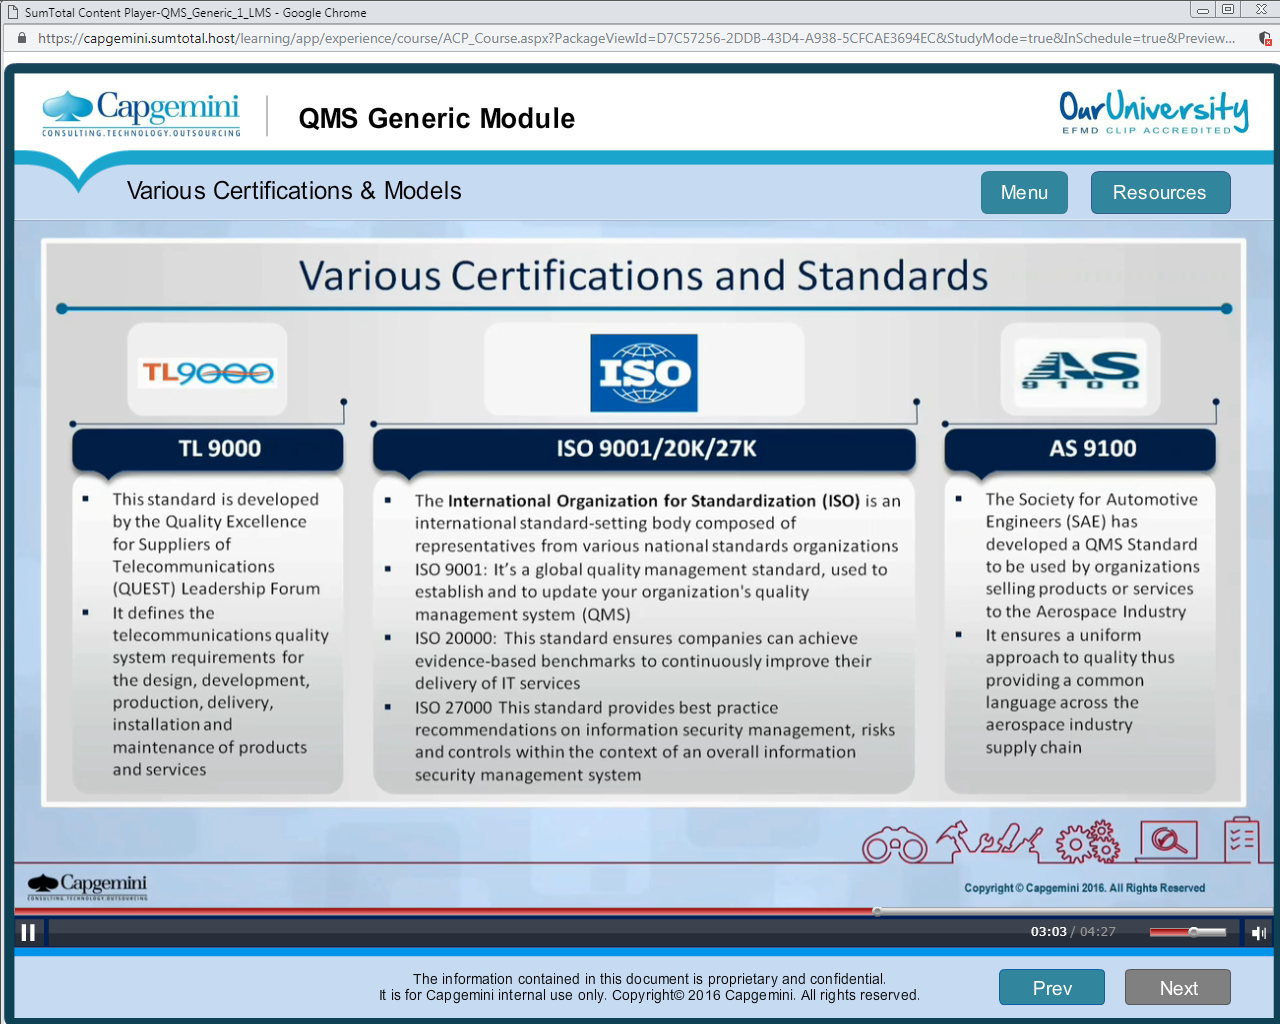 SumTotal Content Player-QMS_Generic_1_LMS - Google Chrome
https://capgemini.sumtotal.host/learning/app/experience/course/ACP_Course.aspx?PackageViewId=D7C57256-2DDB-43D4-A938-5CFCAE3694EC&StudyMode=true&InSchedule=true&Preview...
Capgemini
CONSULTING.TECHNOLOGY.OUTSOURCING
QMS Generic Module
OurUniversity
EFMD CLIP ACCREDITED
Various Certifications & Models
Menu
Resources
Various Certifications and Standards
TL9000
ISO
AS
9100
TL 9000
ISO 9001/20K/27K
AS 9100
▪ This standard is developed
by the Quality Excellence
for Suppliers of
Telecommunications
(QUEST) Leadership Forum
▪ It defines the
telecommunications quality
system requirements for
the design, development,
production, delivery,
installation and
maintenance of products
and services
▪ The International Organization for Standardization (ISO) is an
international standard-setting body composed of
representatives from various national standards organizations
▪ ISO 9001: It's a global quality management standard, used to
establish and to update your organization's quality
management system (QMS)
▪ ISO 20000: This standard ensures companies can achieve
evidence-based benchmarks to continuously improve their
delivery of IT services
▪ ISO 27000 This standard provides best practice
recommendations on information security management, risks
and controls within the context of an overall information
security management system
▪ The Society for Automotive
Engineers (SAE) has
developed a QMS Standard
to be used by organizations
selling products or services
to the Aerospace Industry
▪ It ensures a uniform
approach to quality thus
providing a common
language across the
aerospace industry
supply chain
Capgemini
CONSULTING.TECHNOLOGY.OUTSOURCING
Copyright © Capgemini 2016. All Rights Reserved
03:03 / 04:27
The information contained in this document is proprietary and confidential.
It is for Capgemini internal use only. Copyright© 2016 Capgemini. All rights reserved.
Prev
Next